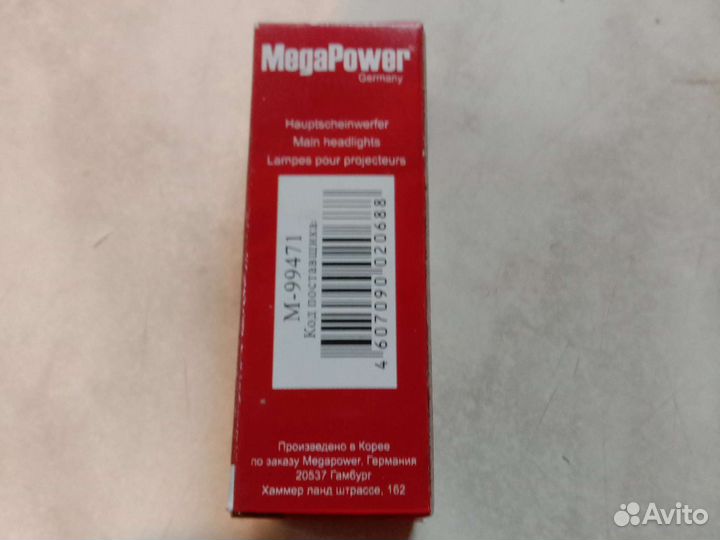 MegaPower®
Germany
Hauptscheinwerfer
Main headlights
Lampes pour projecteurs
M-99471
Код поставщика:
4 607090 020688
Произведено в Корее
по заказу Megapower, Германия
20537 Гамбург
Хаммер ланд штрассе, 162
Avito